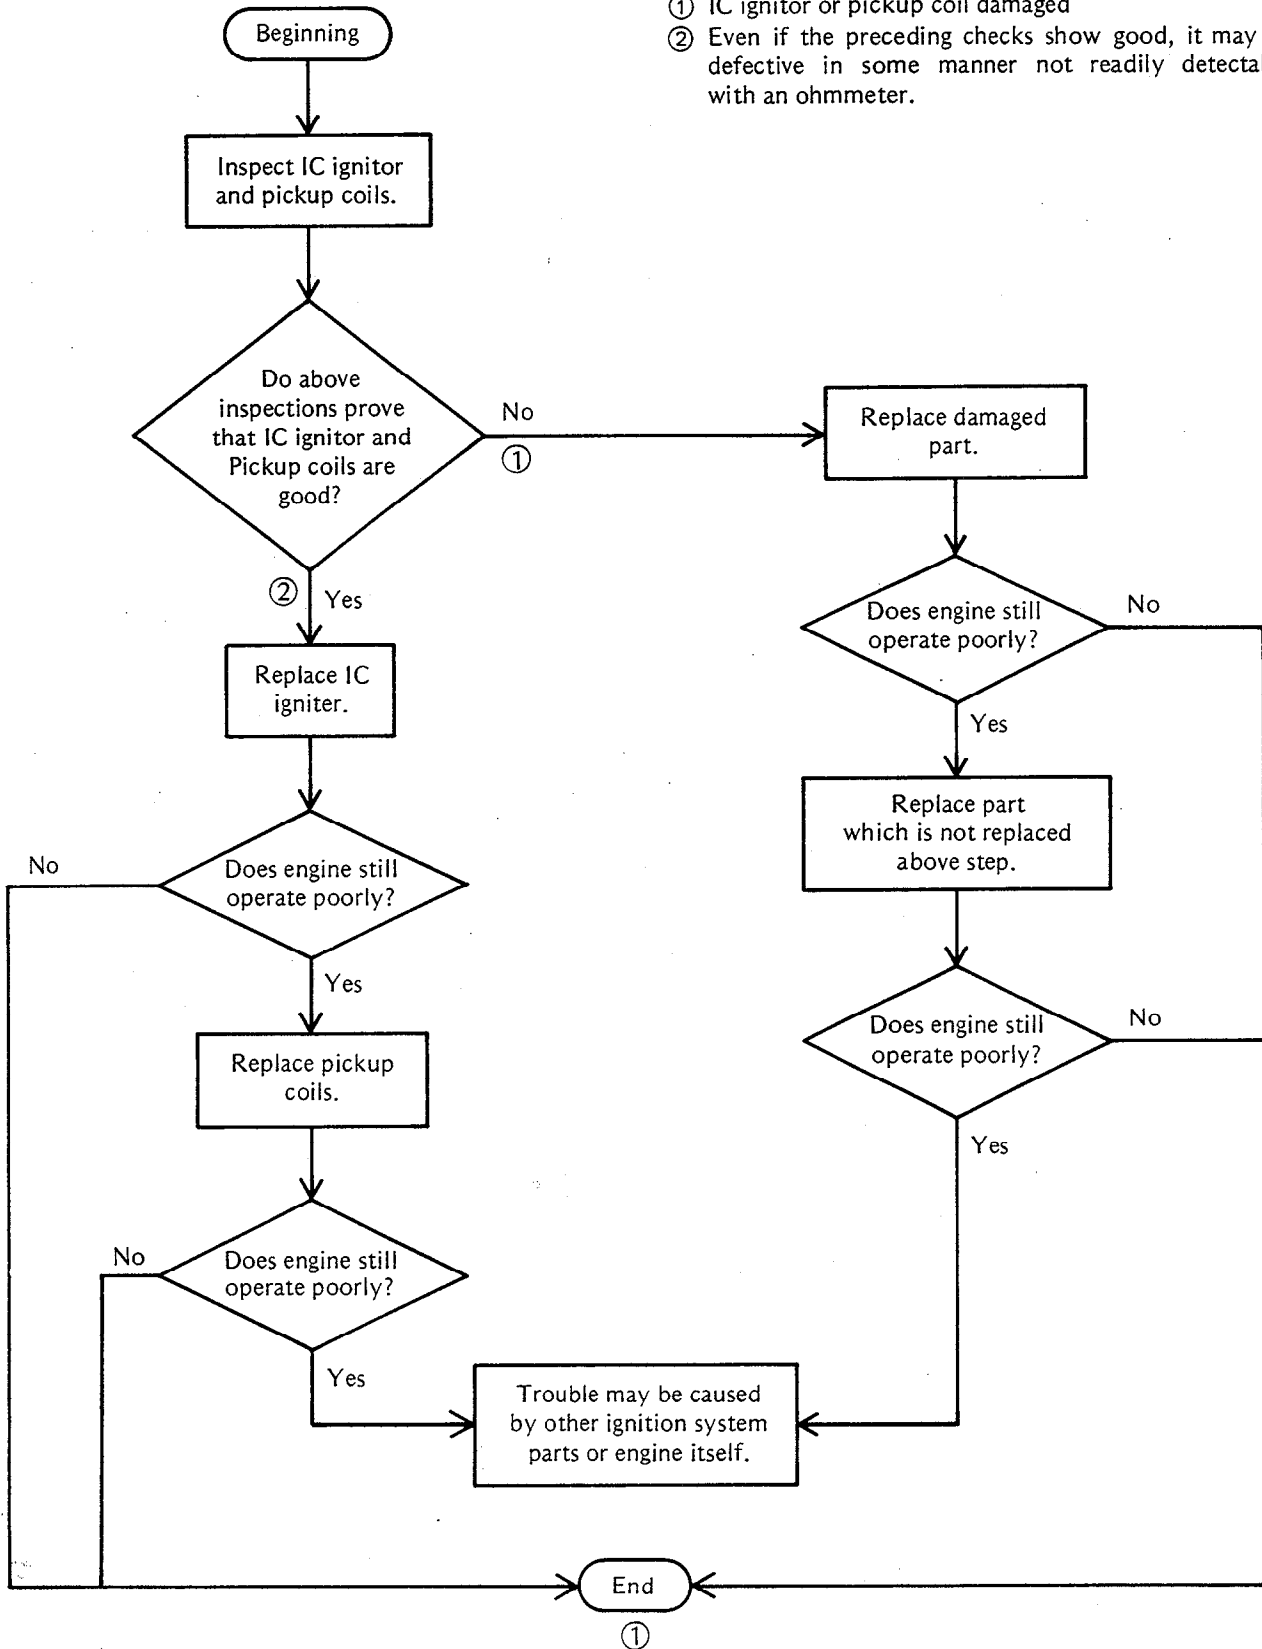 ① IC ignitor or pickup coil damaged
② Even if the preceding checks show good, it may
defective in some manner not readily
with an ohmmeter.
Beginning
Inspect IC ignitor
and pickup coils.
Do above
inspections prove
that IC ignitor and
Pickup coils are
good?
No
①
② Yes
Replace damaged
part.
Does engine still
operate poorly?
No
Yes
Replace IC
igniter.
Replace part
which is not replaced
above step.
Does engine still
operate poorly?
No
Yes
Does engine still
operate poorly?
No
Yes
Replace pickup
coils.
Does engine still
operate poorly?
No
Yes
Trouble may be caused
by other ignition system
parts or engine itself.
End
①